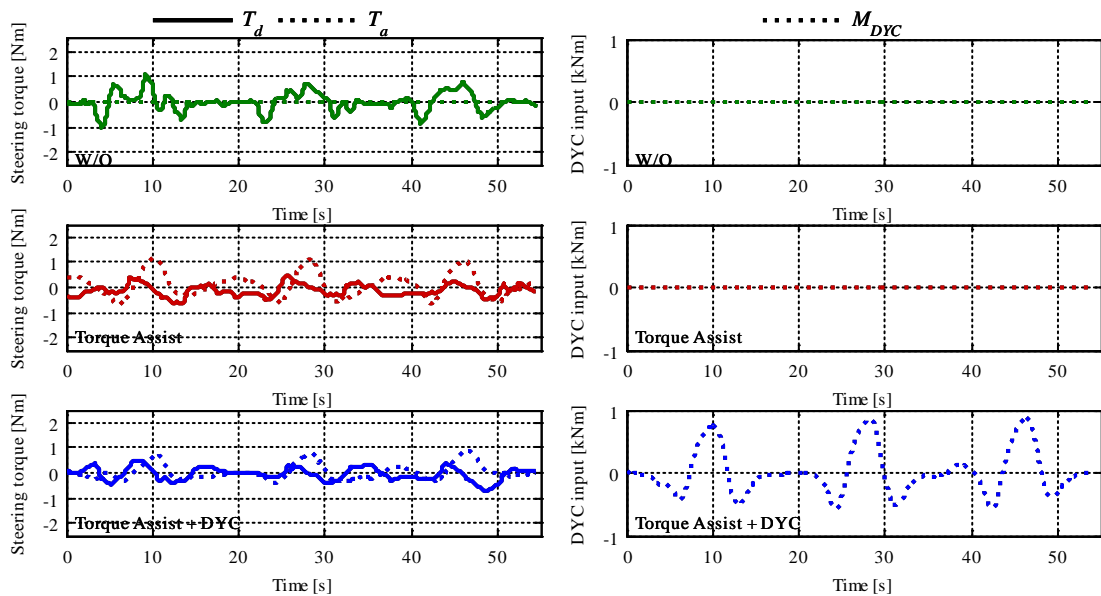 T_d T_a
M_DYC
Steering torque [Nm]
2
1
0
-1
-2
W/O
0 10 20 30 40 50
Time [s]
DYC input [kNm]
1
0
-1
W/O
0 10 20 30 40 50
Time [s]
Steering torque [Nm]
2
1
0
-1
-2
Torque Assist
0 10 20 30 40 50
Time [s]
DYC input [kNm]
1
0
-1
Torque Assist
0 10 20 30 40 50
Time [s]
Steering torque [Nm]
2
1
0
-1
-2
Torque Assist + DYC
0 10 20 30 40 50
Time [s]
DYC input [kNm]
1
0
-1
Torque Assist + DYC
0 10 20 30 40 50
Time [s]